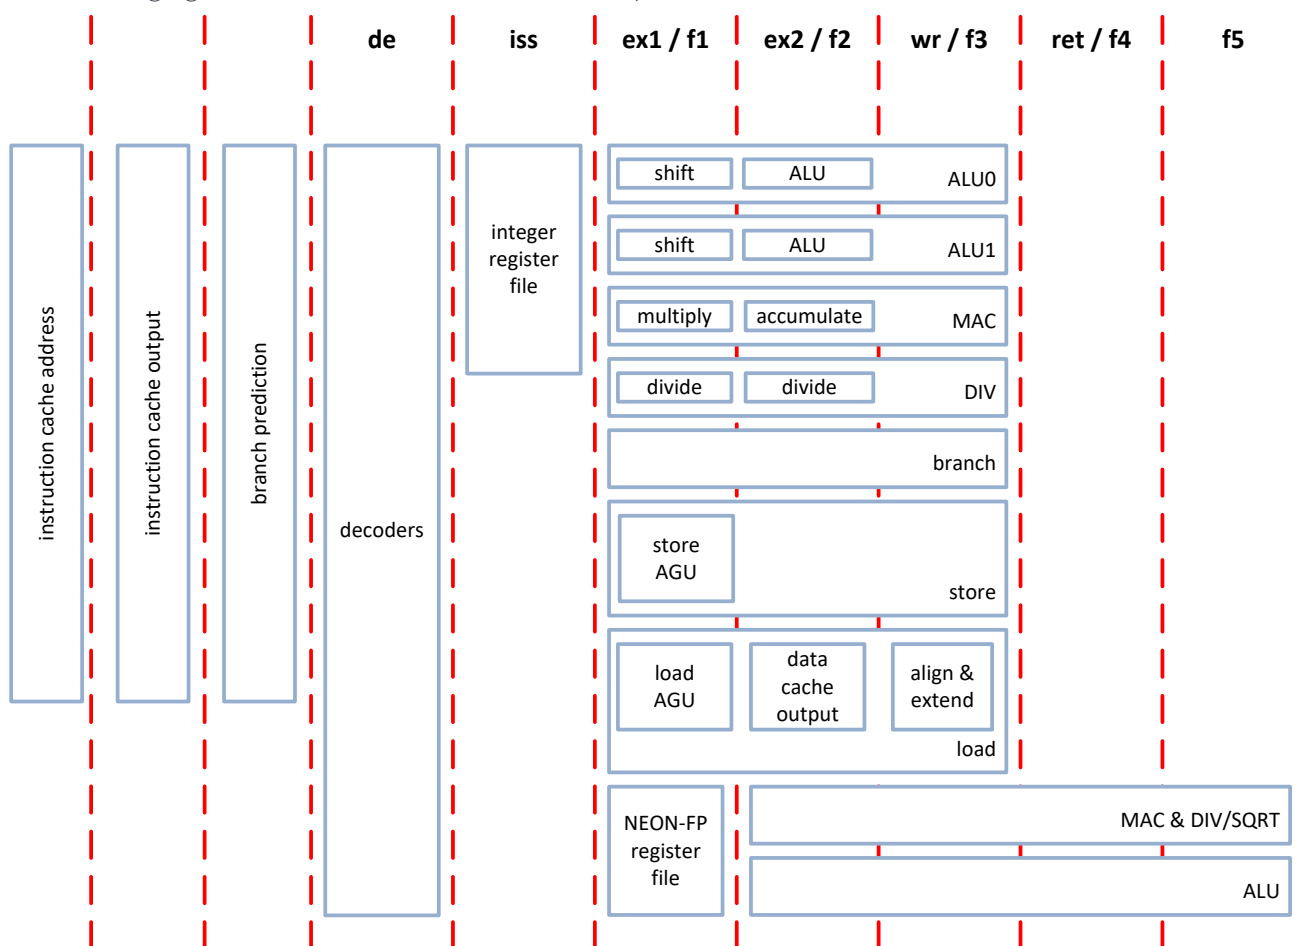 de
iss
ex1 / f1
ex2 / f2
wr / f3
ret / f4
f5
instruction cache address
instruction cache output
branch prediction
decoders
integer
register
file
shift
ALU
ALU0
shift
ALU
ALU1
multiply
accumulate
MAC
divide
divide
DIV
branch
store
AGU
store
load
AGU
data
cache
output
align &
extend
load
NEON-FP
register
file
MAC & DIV/SQRT
ALU